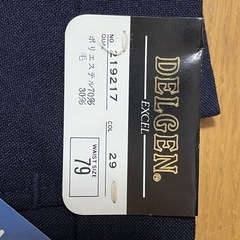 DELGEN®
EXCEL
NO. 219217
COL. 29
ポリエステル70%
毛 30%
WAIST SIZE
79